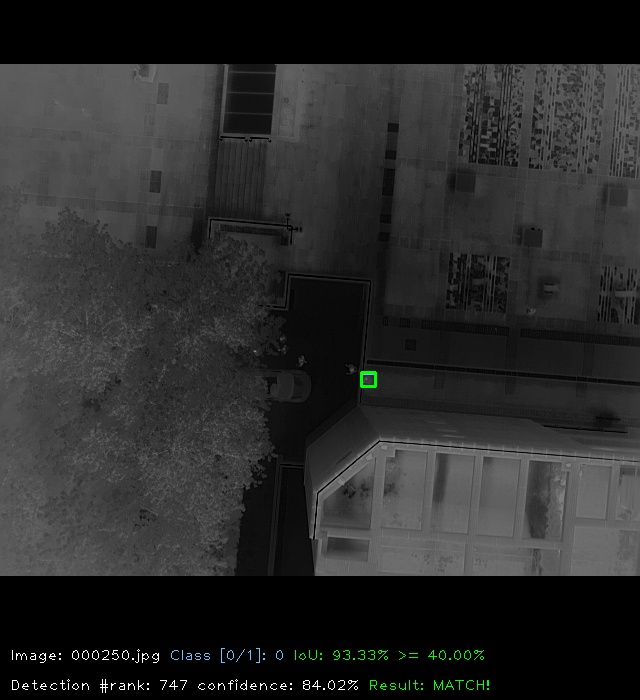 Image: 000250.jpg Class [0/1]: 0 IoU: 93.33% >= 40.00%
Detection #rank: 747 confidence: 84.02% Result: MATCH!